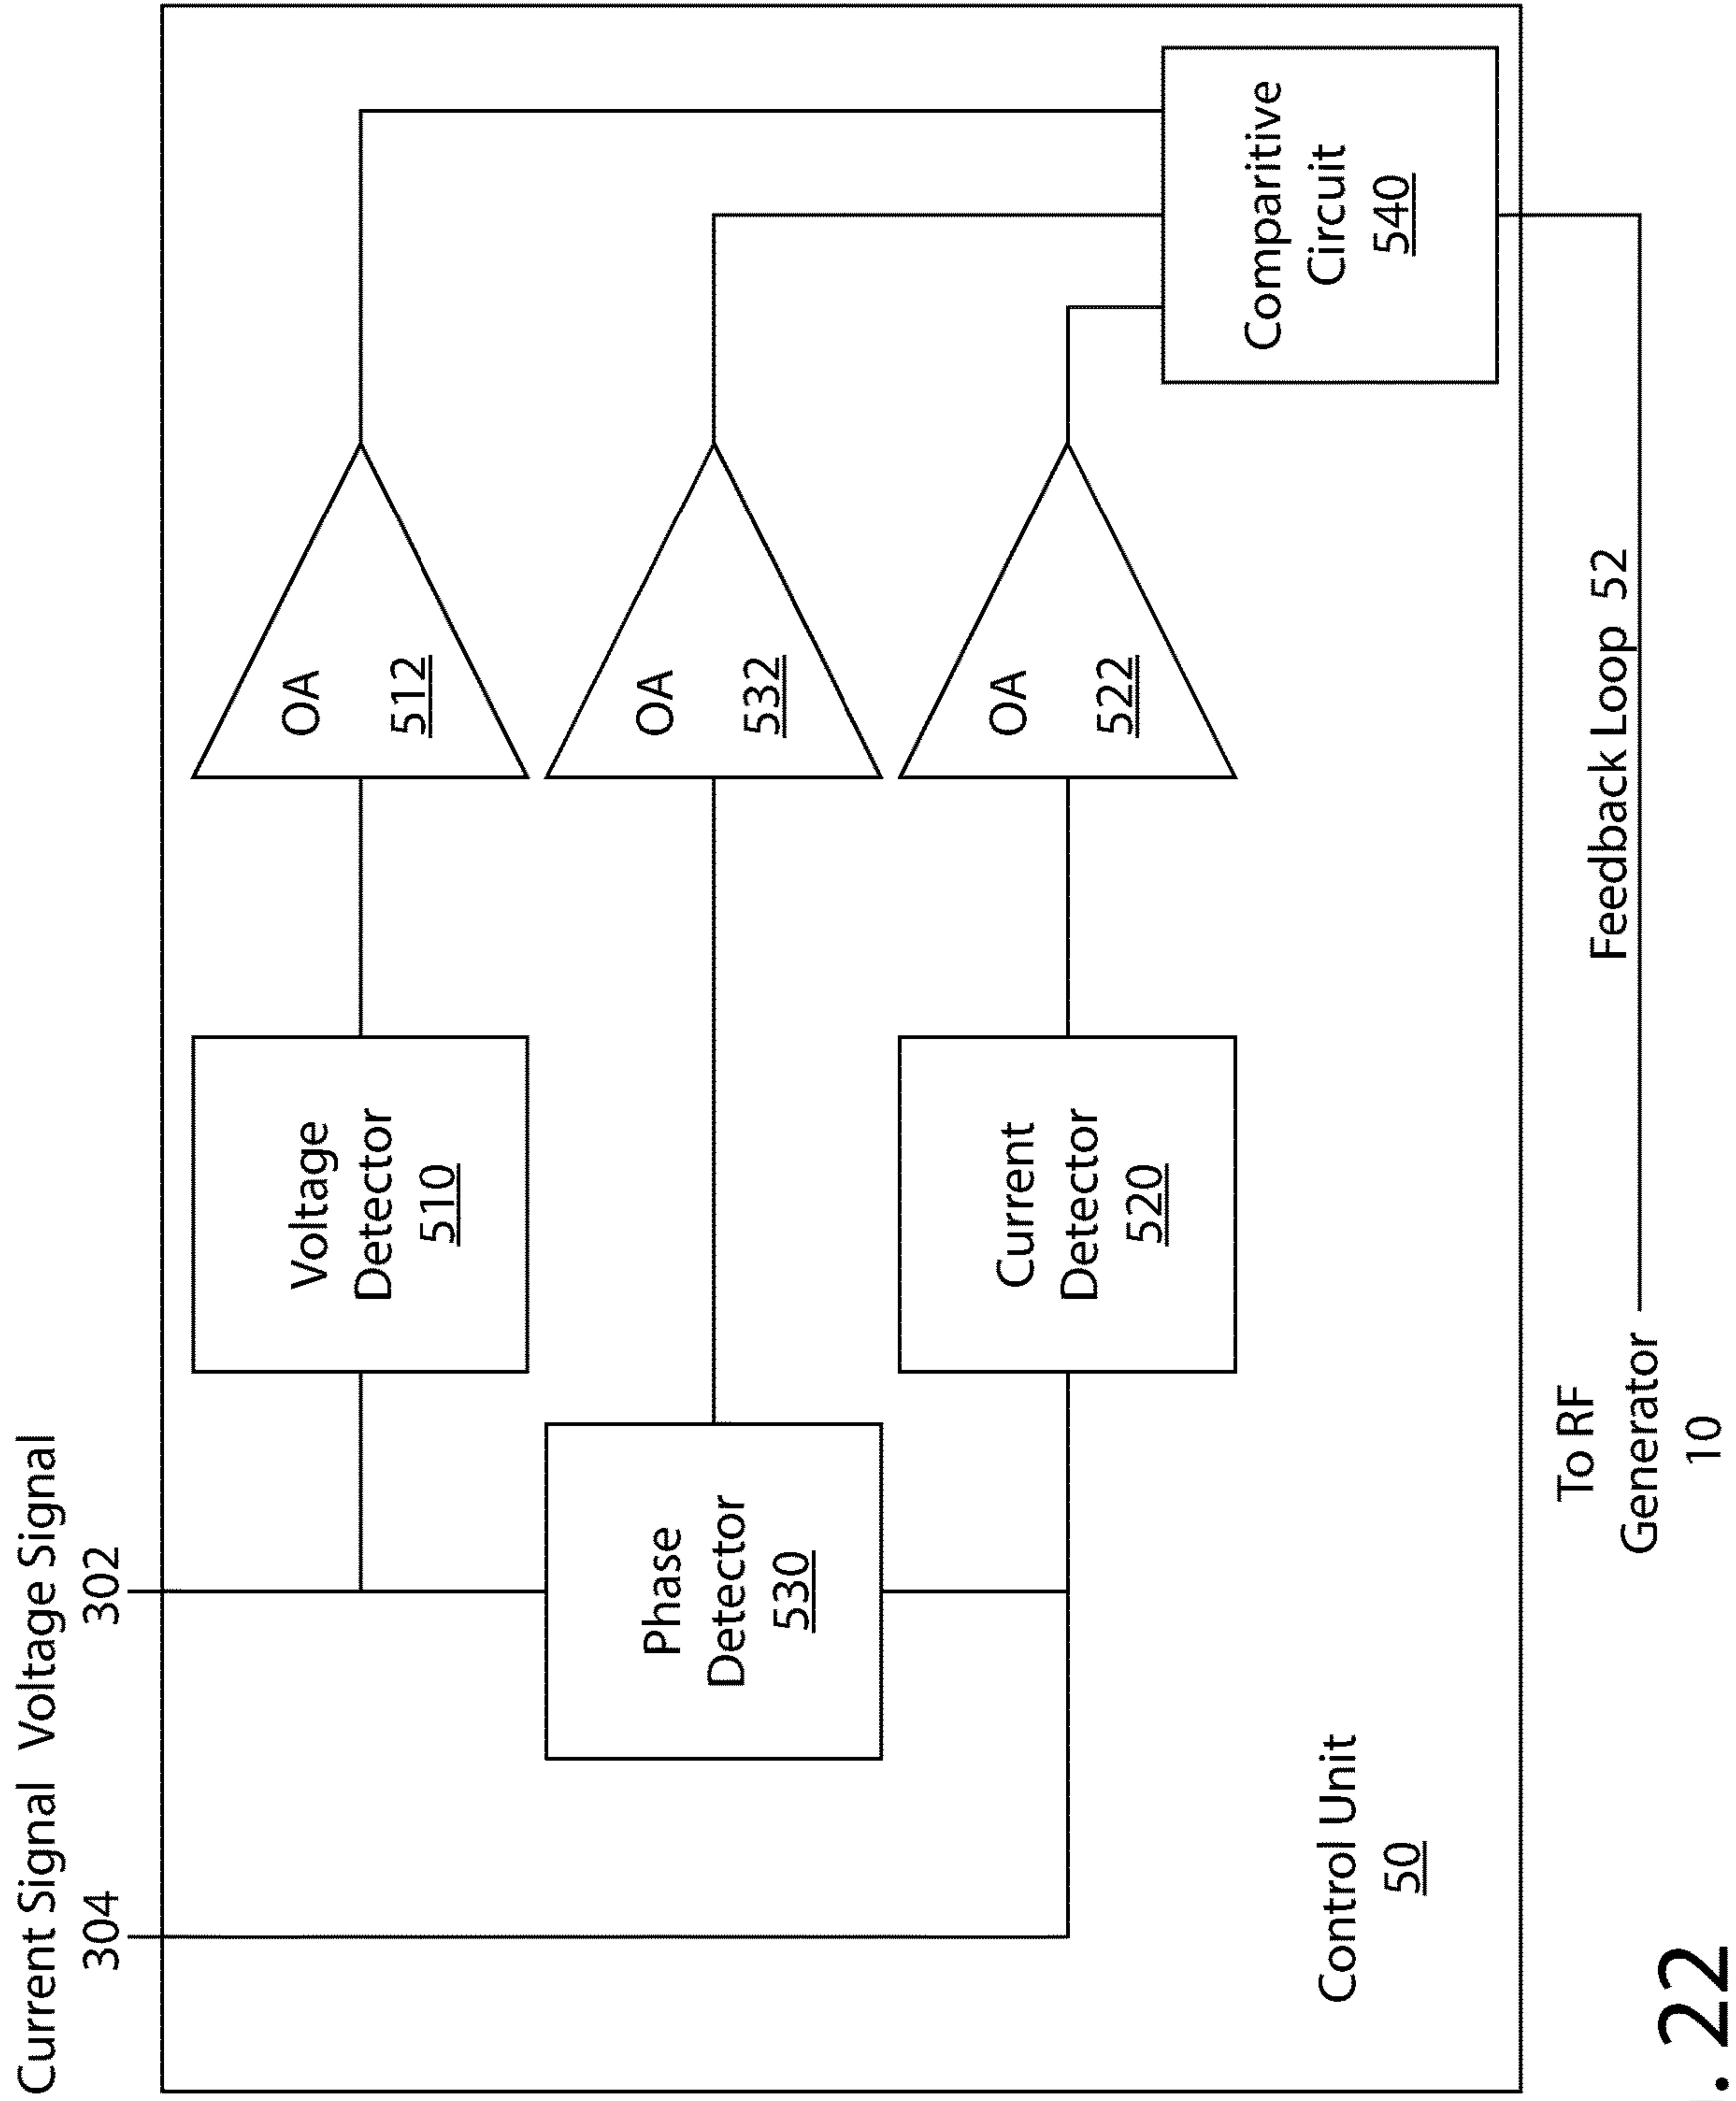 Current Signal
304
Voltage Signal
302
Voltage
Detector
510
OA
512
Phase
Detector
530
OA
532
Current
Detector
520
OA
522
Comparitive
Circuit
540
Control Unit
50
To RF
Generator
10
Feedback Loop 52
. 22